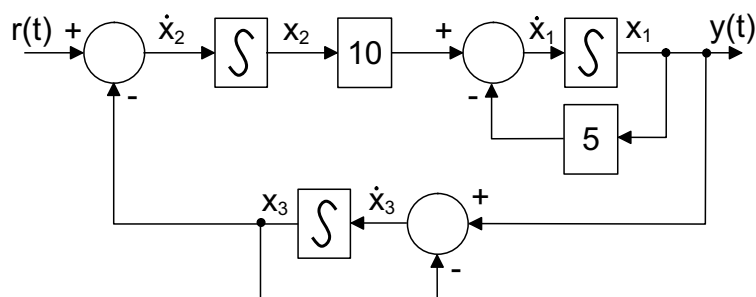 r(t) + ẋ₂ ∫ x₂ 10 + ẋ₁ ∫ x₁ y(t)
- - 5
x₃ ∫ ẋ₃ +
-